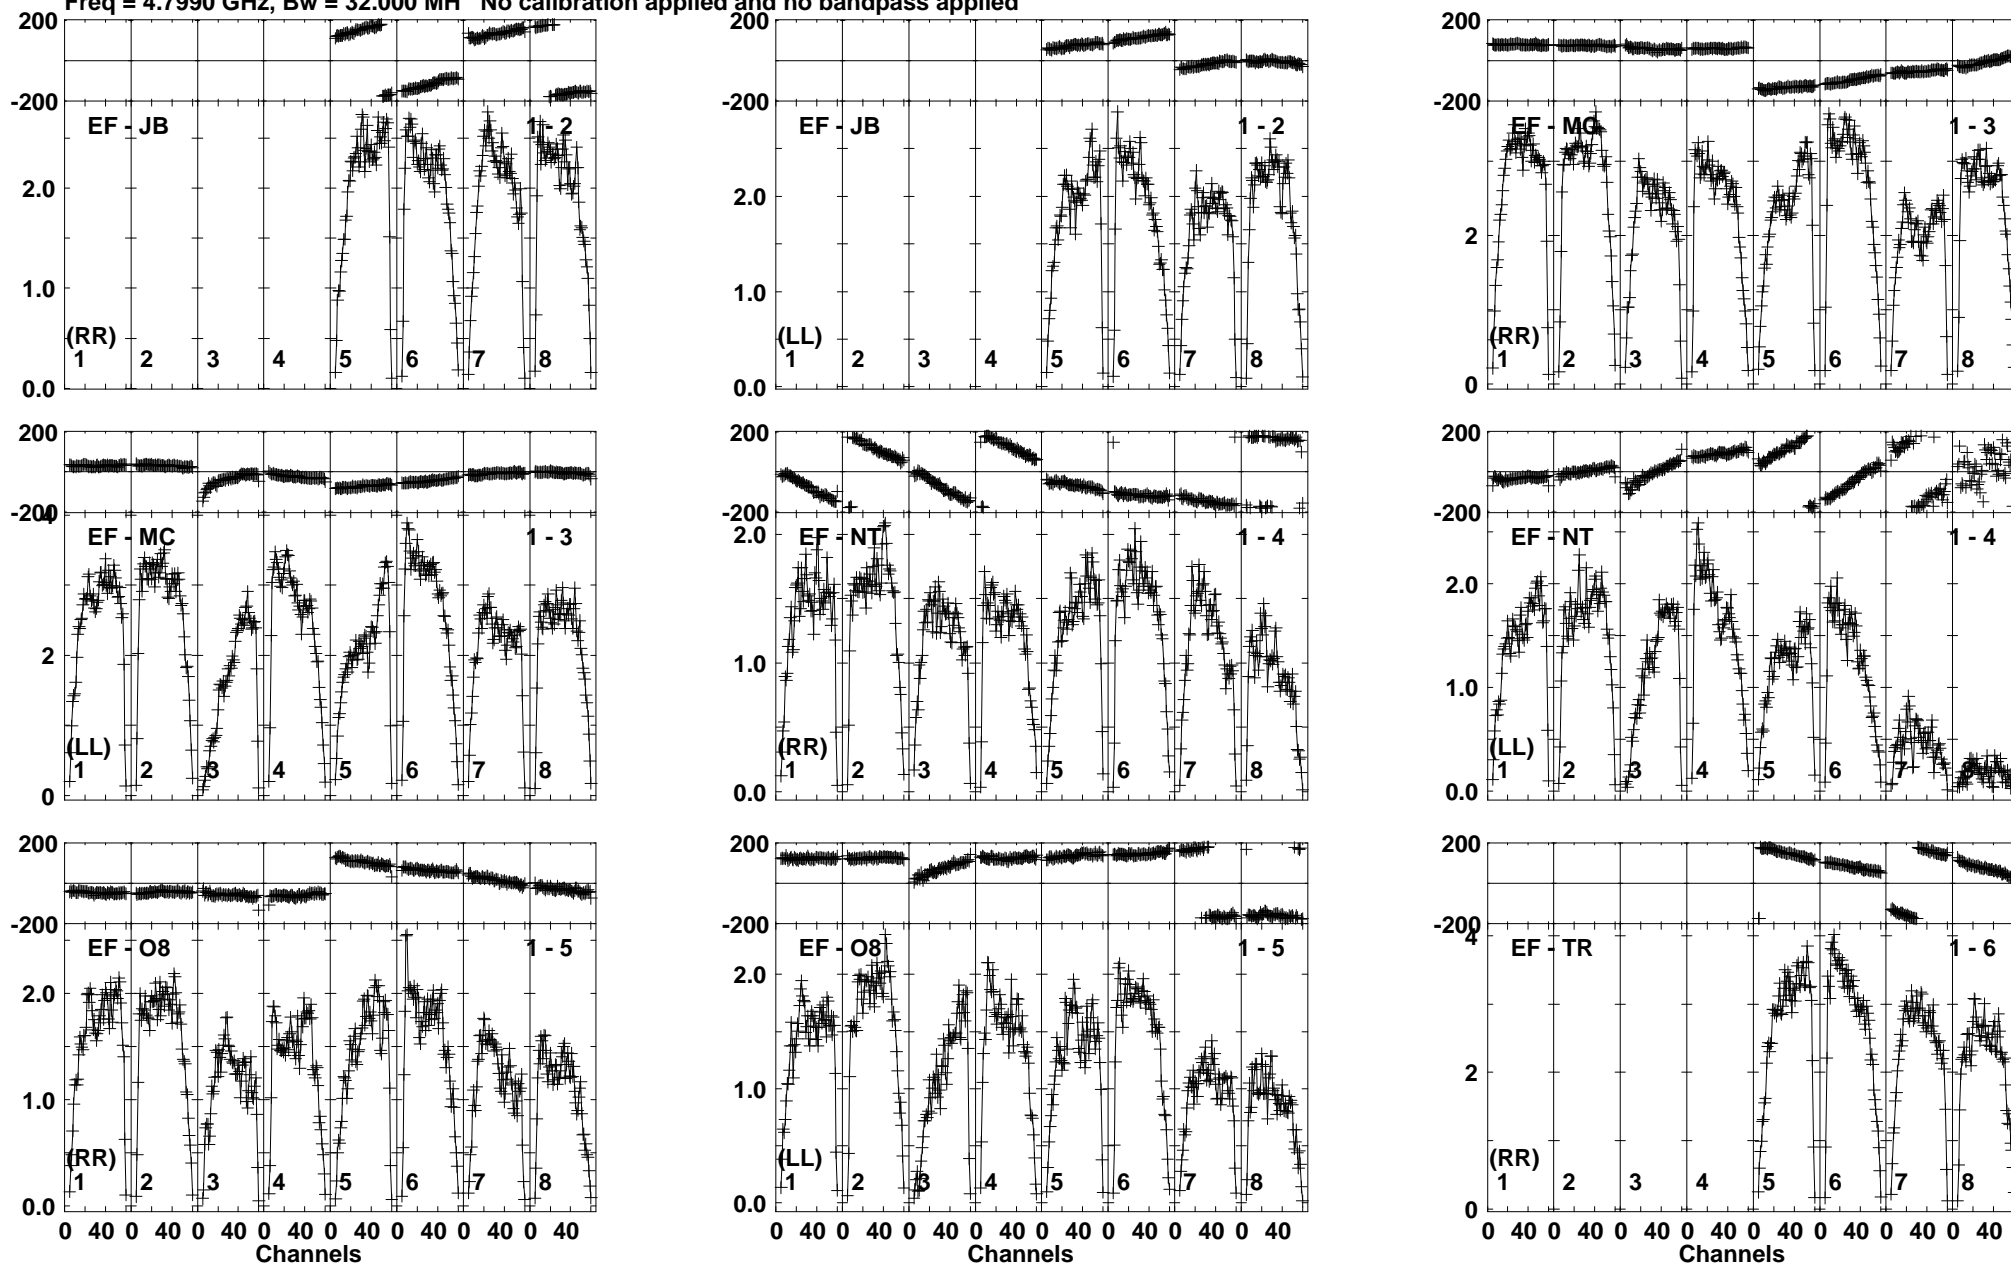 Freq = 4.7990 GHz, Bw = 32.000 MH No calibration applied and no bandpass applied
200
-200
EF - JB 1 - 2
2.0
1.0
(RR)
1 2 3 4 5 6 7 8
0.0
200
-200
EF - JB 1 - 2
2.0
1.0
(LL)
1 2 3 4 5 6 7 8
0.0
200
-200
EF - MC 1 - 3
2
(RR)
1 2 3 4 5 6 7 8
0
200
-200
4
EF - MC 1 - 3
2
(LL)
1 2 3 4 5 6 7 8
0
200
-200
EF - NT 1 - 4
2.0
1.0
(RR)
1 2 3 4 5 6 7 8
0.0
200
-200
EF - NT 1 - 4
2.0
1.0
(LL)
1 2 3 4 5 6 7 8
0.0
200
-200
EF - O8 1 - 5
2.0
1.0
(RR)
1 2 3 4 5 6 7 8
0.0
0 40 0 40 0 40 0 40 0 40 0 40 0 40 0 40
Channels
200
-200
EF - O8 1 - 5
2.0
1.0
(LL)
1 2 3 4 5 6 7 8
0.0
0 40 0 40 0 40 0 40 0 40 0 40 0 40 0 40
Channels
200
-200
4
EF - TR 1 - 6
2
(RR)
1 2 3 4 5 6 7 8
0
0 40 0 40 0 40 0 40 0 40 0 40 0 40 0 40
Channels